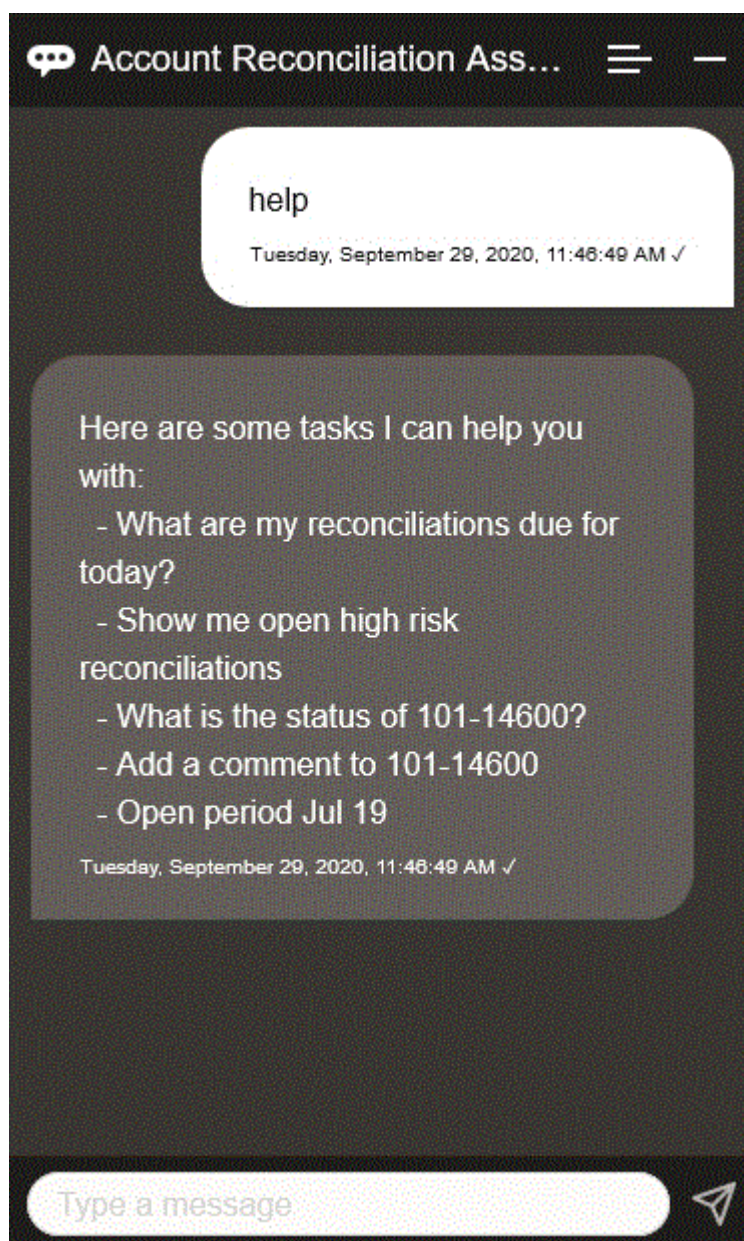 Account Reconciliation Ass...
help
Tuesday, September 29, 2020, 11:46:49 AM ✓
Here are some tasks I can help you
with:
- What are my reconciliations due for
today?
- Show me open high risk
reconciliations
- What is the status of 101-14600?
- Add a comment to 101-14600
- Open period Jul 19
Tuesday, September 29, 2020, 11:46:49 AM ✓
Type a message